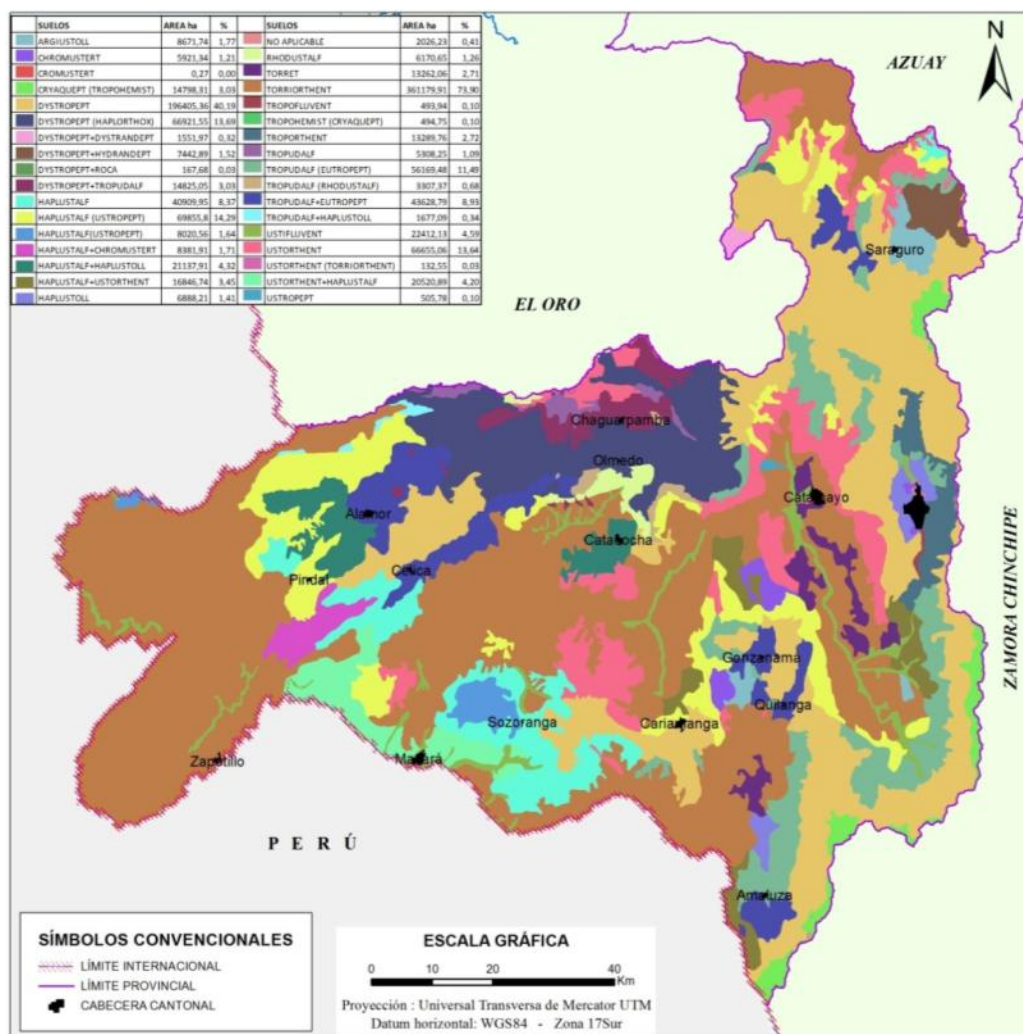 SUELOS AREA ha % SUELOS AREA ha %
ARGIUSTOLL 8671,74 1,77 NO APLICABLE 2026,23 0,41
CHROMUSTERT 5921,34 1,21 RHODUSTALF 6170,65 1,26
CROMUSTERT 0,27 0,00 TORRET 13262,06 2,71
CRYAQUEPT (TROPOHEMIST) 14798,31 3,03 TORRIORTHENT 361179,91 73,90
DYSTROPEPT 196405,36 40,19 TROPOFLUVENT 493,94 0,10
DYSTROPEPT (HAPLORTHOX) 66921,55 13,69 TROPOHEMIST (CRYAQUEPT) 494,75 0,10
DYSTROPEPT+DYSTRANDEPT 1551,97 0,32 TROPORTHENT 13289,76 2,72
DYSTROPEPT+HYDRANDEPT 7442,89 1,52 TROPUDALF 5308,25 1,09
DYSTROPEPT+ROCA 167,68 0,03 TROPUDALF (EUTROPEPT) 56169,48 11,49
DYSTROPEPT+TROPUDALF 14825,05 3,03 TROPUDALF (RHODUSTALF) 3307,37 0,68
HAPLUSTALF 40909,95 8,37 TROPUDALF+EUTROPEPT 43628,79 8,93
HAPLUSTALF (USTROPEPT) 69855,8 14,29 TROPUDALF+HAPLUSTOLL 1677,09 0,34
HAPLUSTALF(USTROPEPT) 8020,56 1,64 USTIFLUVENT 22412,13 4,59
HAPLUSTALF+CHROMUSTERT 8381,91 1,71 USTORTHENT 66655,06 13,64
HAPLUSTALF+HAPLUSTOLL 21137,91 4,32 USTORTHENT (TORRIORTHENT) 132,55 0,03
HAPLUSTALF+USTORTHENT 16846,74 3,45 USTORTHENT+HAPLUSTALF 20520,89 4,20
HAPLUSTOLL 6888,21 1,41 USTROPEPT 505,78 0,10
N
AZUAY
Saraguro
EL ORO
Chaguarpamba
Olmedo
Catamayo
Alamor
Catacocha
Celica
Pindal
ZAMORA CHINCHIPE
Gonzanamá
Quilanga
Sozoranga
Cariamanga
Zapotillo
Macará
PERÚ
Amaluza
SÍMBOLOS CONVENCIONALES
LÍMITE INTERNACIONAL
LÍMITE PROVINCIAL
CABECERA CANTONAL
ESCALA GRÁFICA
0 10 20 40
Km
Proyección : Universal Transversa de Mercator UTM
Datum horizontal: WGS84 - Zona 17Sur